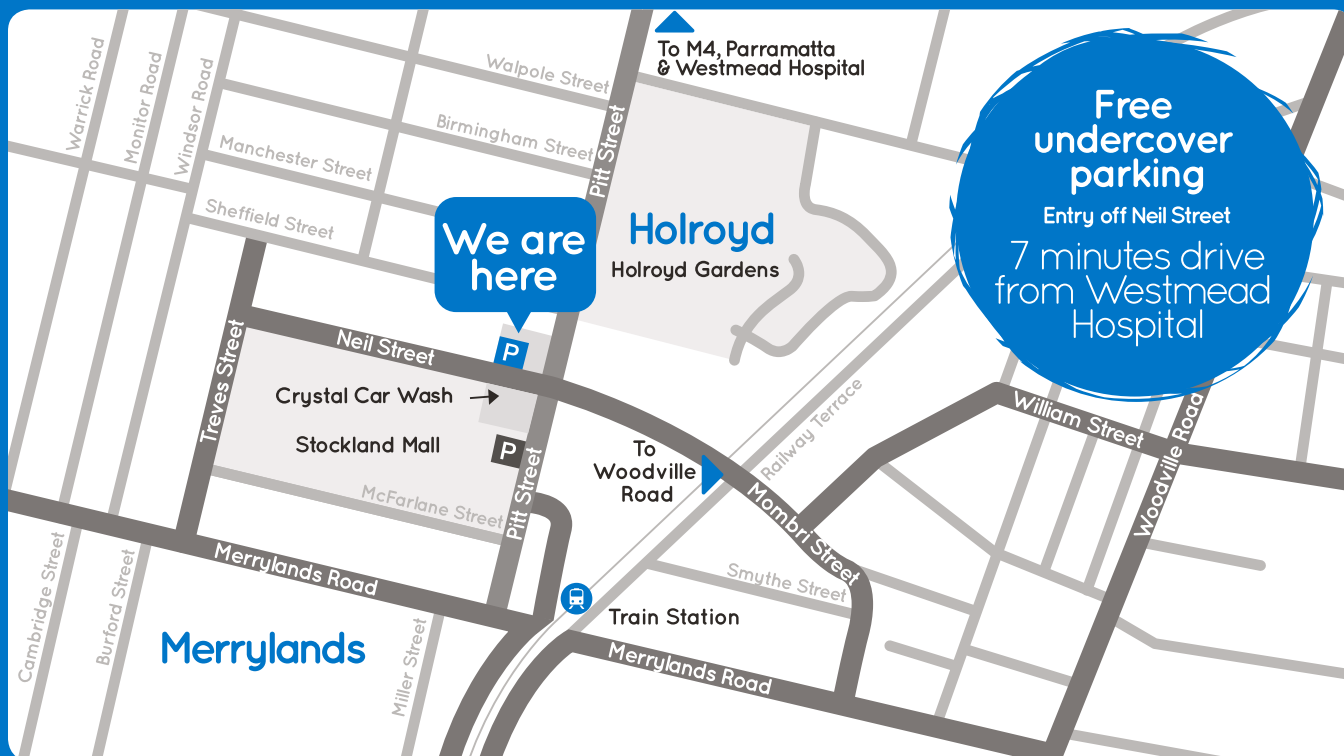 To M4, Parramatta
& Westmead Hospital
Free
undercover
parking
Entry off Neil Street
7 minutes drive
from Westmead
Hospital
Warrick Road
Monitor Road
Windsor Road
Walpole Street
Birmingham Street
Manchester Street
Sheffield Street
Pitt Street
We are
here
Holroyd
Holroyd Gardens
P
Neil Street
Treves Street
Crystal Car Wash
Stockland Mall
P
Pitt Street
McFarlane Street
To
Woodville
Road
Railway Terrace
Mombri Street
William Street
Woodville Road
Merrylands Road
Smythe Street
Train Station
Merrylands Road
Cambridge Street
Burford Street
Merrylands
Miller Street